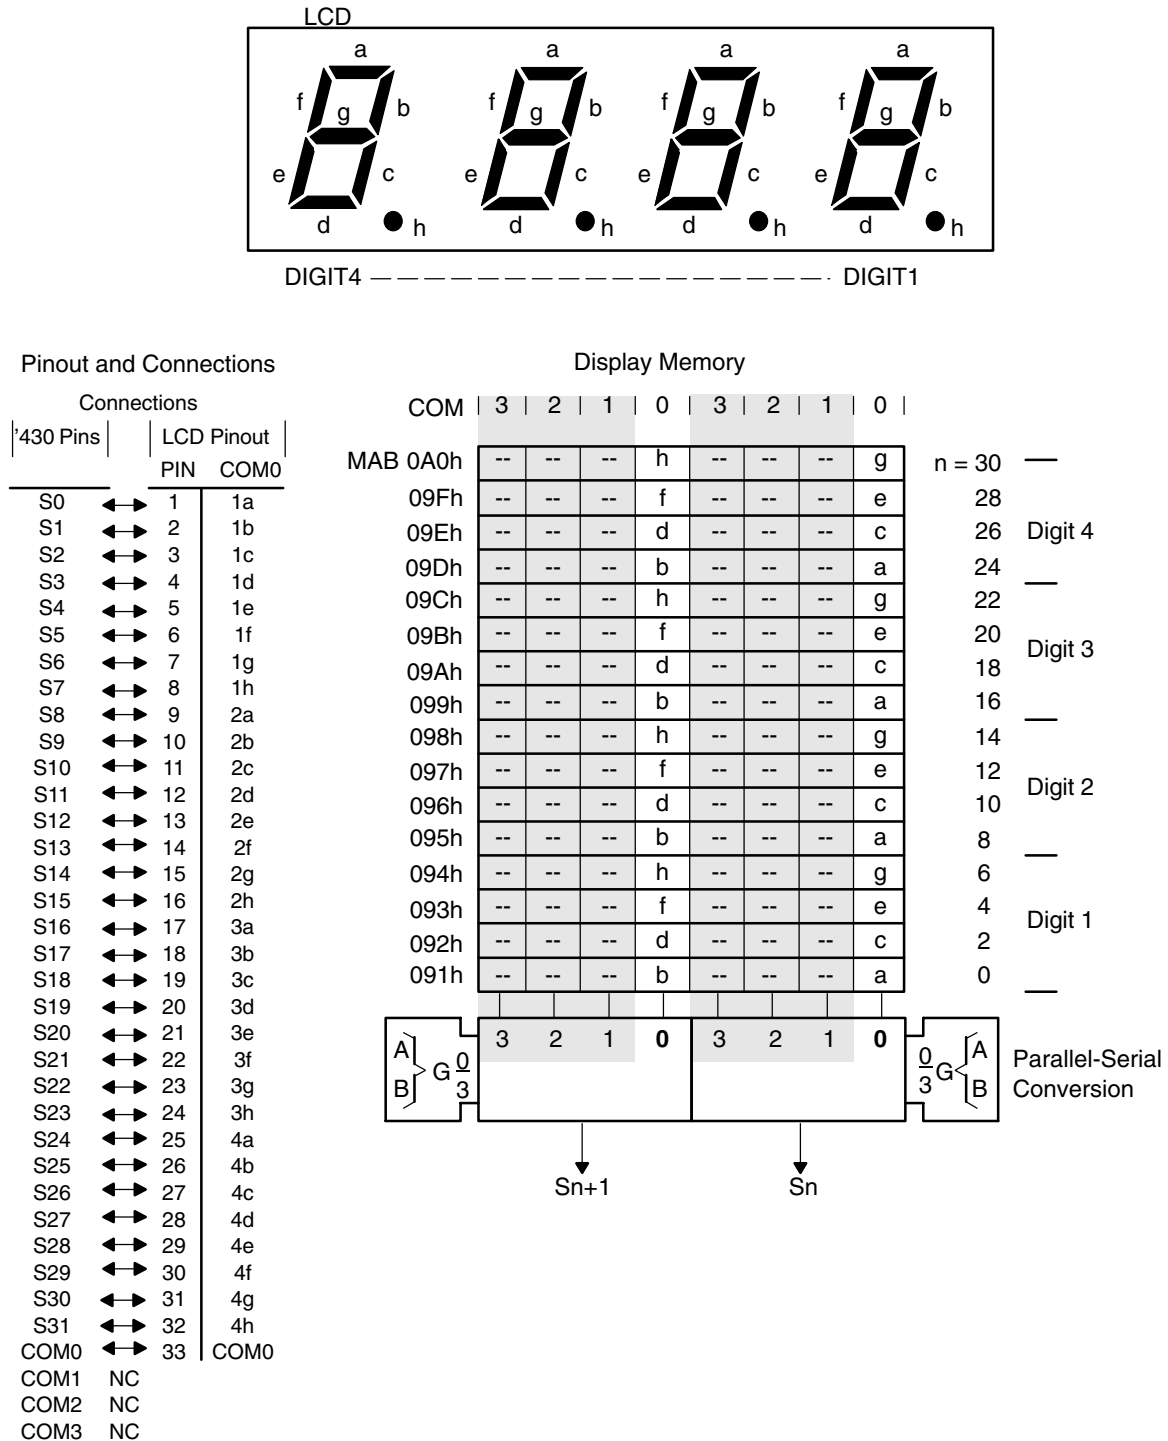 LCD
a a a a
f g b f g b f g b f g b
e c e c e c e c
d h d h d h d h
DIGIT4 DIGIT1
Pinout and Connections
Connections
'430 Pins LCD Pinout
PIN COM0
S0 1 1a
S1 2 1b
S2 3 1c
S3 4 1d
S4 5 1e
S5 6 1f
S6 7 1g
S7 8 1h
S8 9 2a
S9 10 2b
S10 11 2c
S11 12 2d
S12 13 2e
S13 14 2f
S14 15 2g
S15 16 2h
S16 17 3a
S17 18 3b
S18 19 3c
S19 20 3d
S20 21 3e
S21 22 3f
S22 23 3g
S23 24 3h
S24 25 4a
S25 26 4b
S26 27 4c
S27 28 4d
S28 29 4e
S29 30 4f
S30 31 4g
S31 32 4h
COM0 33 COM0
COM1 NC
COM2 NC
COM3 NC
Display Memory
COM 3 2 1 0 3 2 1 0
MAB 0A0h -- -- -- h -- -- -- g n = 30
09Fh -- -- -- f -- -- -- e 28
09Eh -- -- -- d -- -- -- c 26 Digit 4
09Dh -- -- -- b -- -- -- a 24
09Ch -- -- -- h -- -- -- g 22
09Bh -- -- -- f -- -- -- e 20 Digit 3
09Ah -- -- -- d -- -- -- c 18
099h -- -- -- b -- -- -- a 16
098h -- -- -- h -- -- -- g 14
097h -- -- -- f -- -- -- e 12 Digit 2
096h -- -- -- d -- -- -- c 10
095h -- -- -- b -- -- -- a 8
094h -- -- -- h -- -- -- g 6
093h -- -- -- f -- -- -- e 4 Digit 1
092h -- -- -- d -- -- -- c 2
091h -- -- -- b -- -- -- a 0
A B G 0/3 3 2 1 0 3 2 1 0 0/3 G A B
Parallel-Serial
Conversion
Sn+1 Sn